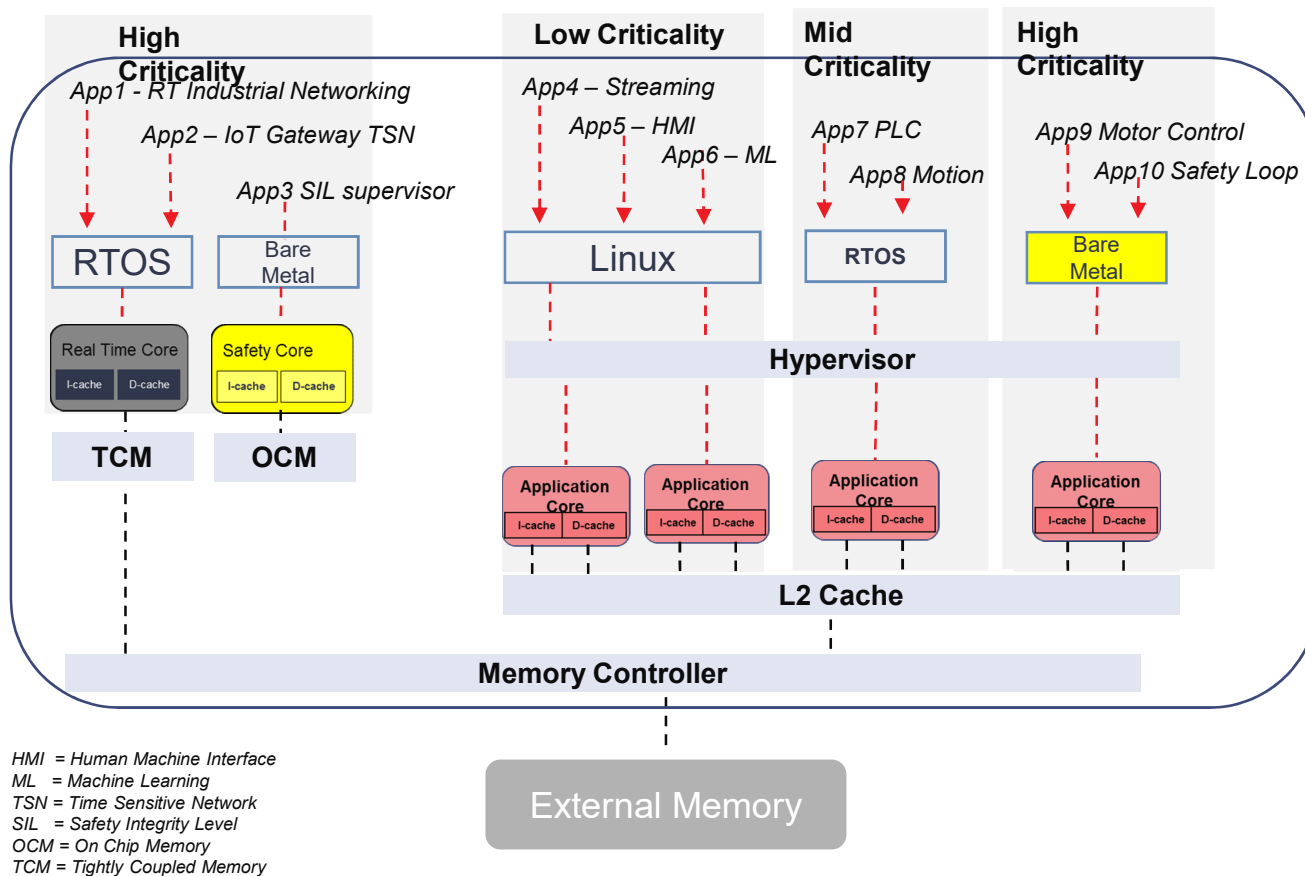 High
Criticality
App1 - RT Industrial Networking
App2 – IoT Gateway TSN
App3 SIL supervisor
RTOS
Bare
Metal
Real Time Core
I-cache
D-cache
Safety Core
I-cache
D-cache
TCM
OCM
Low Criticality
App4 – Streaming
App5 – HMI
App6 – ML
Linux
Mid
Criticality
App7 PLC
App8 Motion
RTOS
High
Criticality
App9 Motor Control
App10 Safety Loop
Bare
Metal
Hypervisor
Application
Core
I-cache
D-cache
Application
Core
I-cache
D-cache
Application
Core
I-cache
D-cache
Application
Core
I-cache
D-cache
L2 Cache
Memory Controller
External Memory
HMI = Human Machine Interface
ML = Machine Learning
TSN = Time Sensitive Network
SIL = Safety Integrity Level
OCM = On Chip Memory
TCM = Tightly Coupled Memory